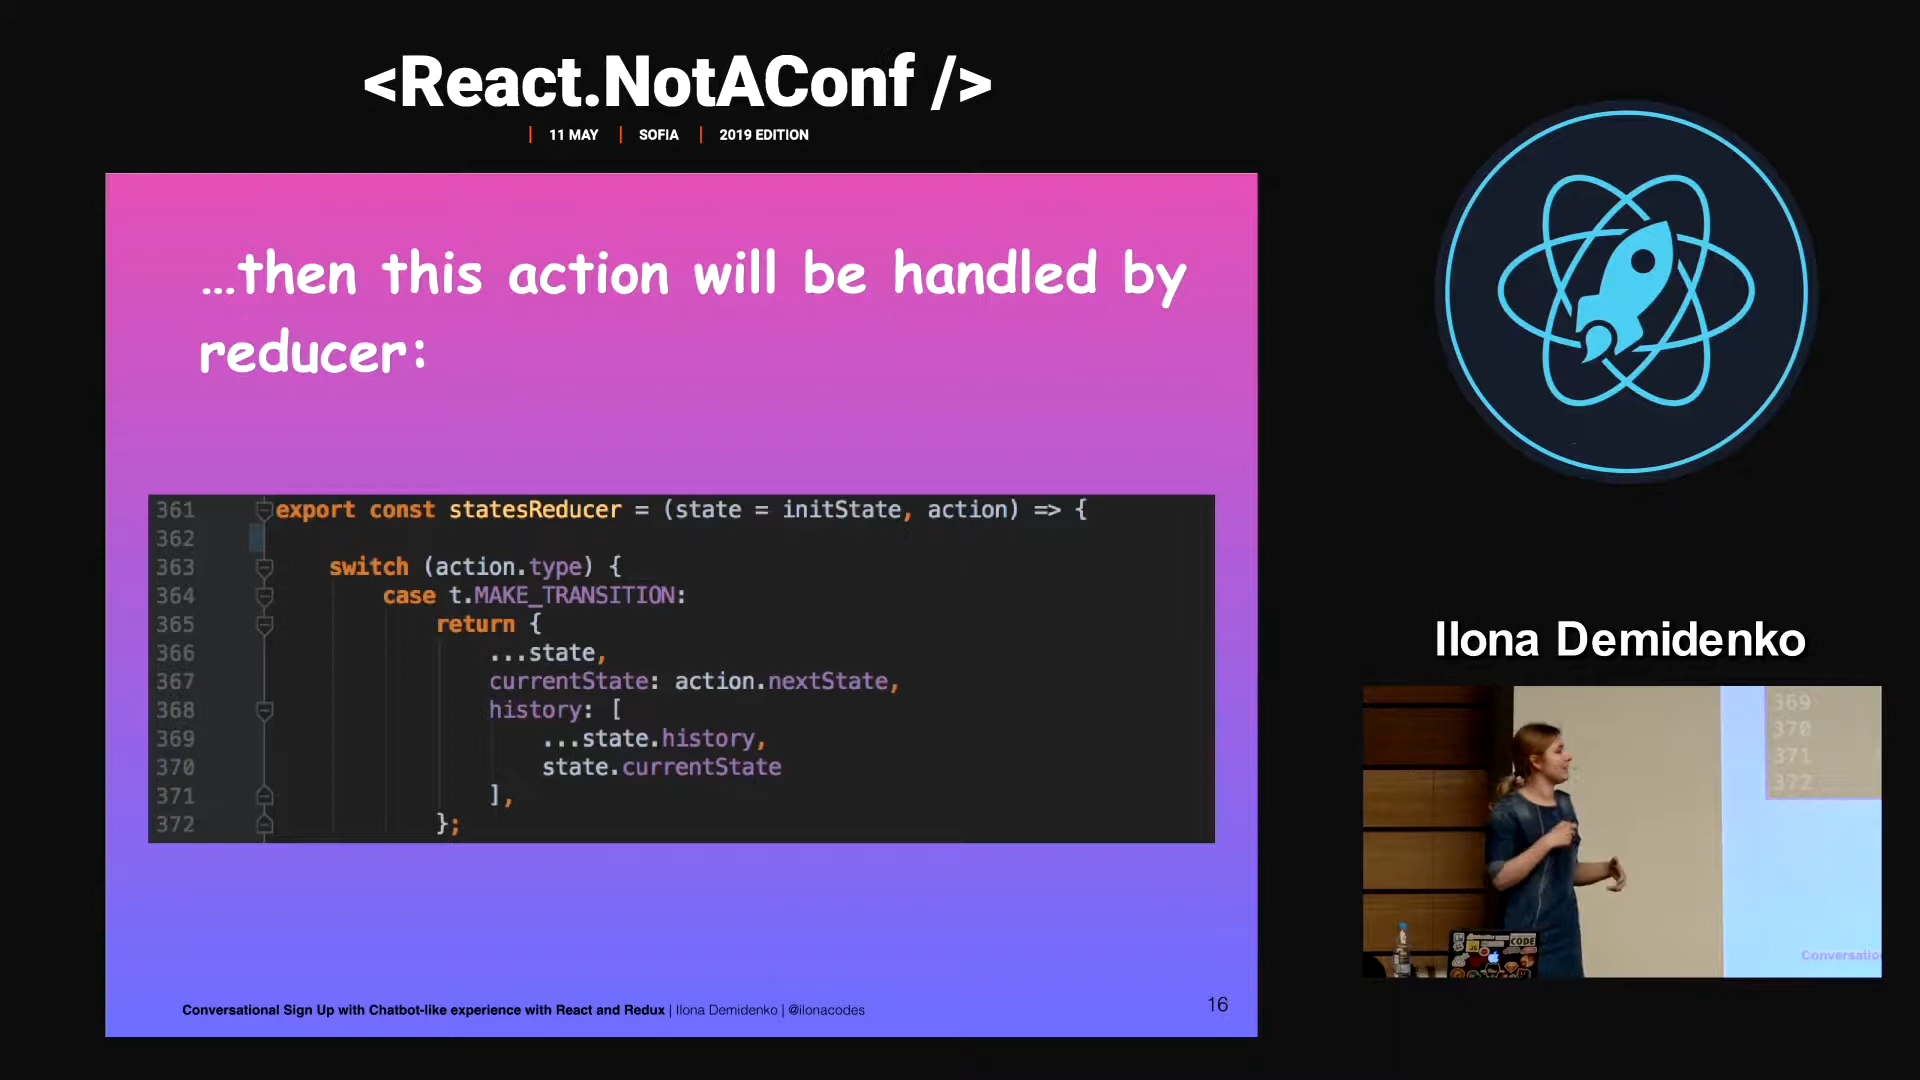 <React.NotAConf />
| 11 MAY | SOFIA | 2019 EDITION
...then this action will be handled by
reducer:
361 export const statesReducer = (state = initState, action) => {
362
363 switch (action.type) {
364 case t.MAKE_TRANSITION:
365 return {
366 ...state,
367 currentState: action.nextState,
368 history: [
369 ...state.history,
370 state.currentState
371 ],
372 };
Conversational Sign Up with Chatbot-like experience with React and Redux | Ilona Demidenko | @ilonacodes
16
Ilona Demidenko
369
370
371
372
CODE
JS
Conversatio